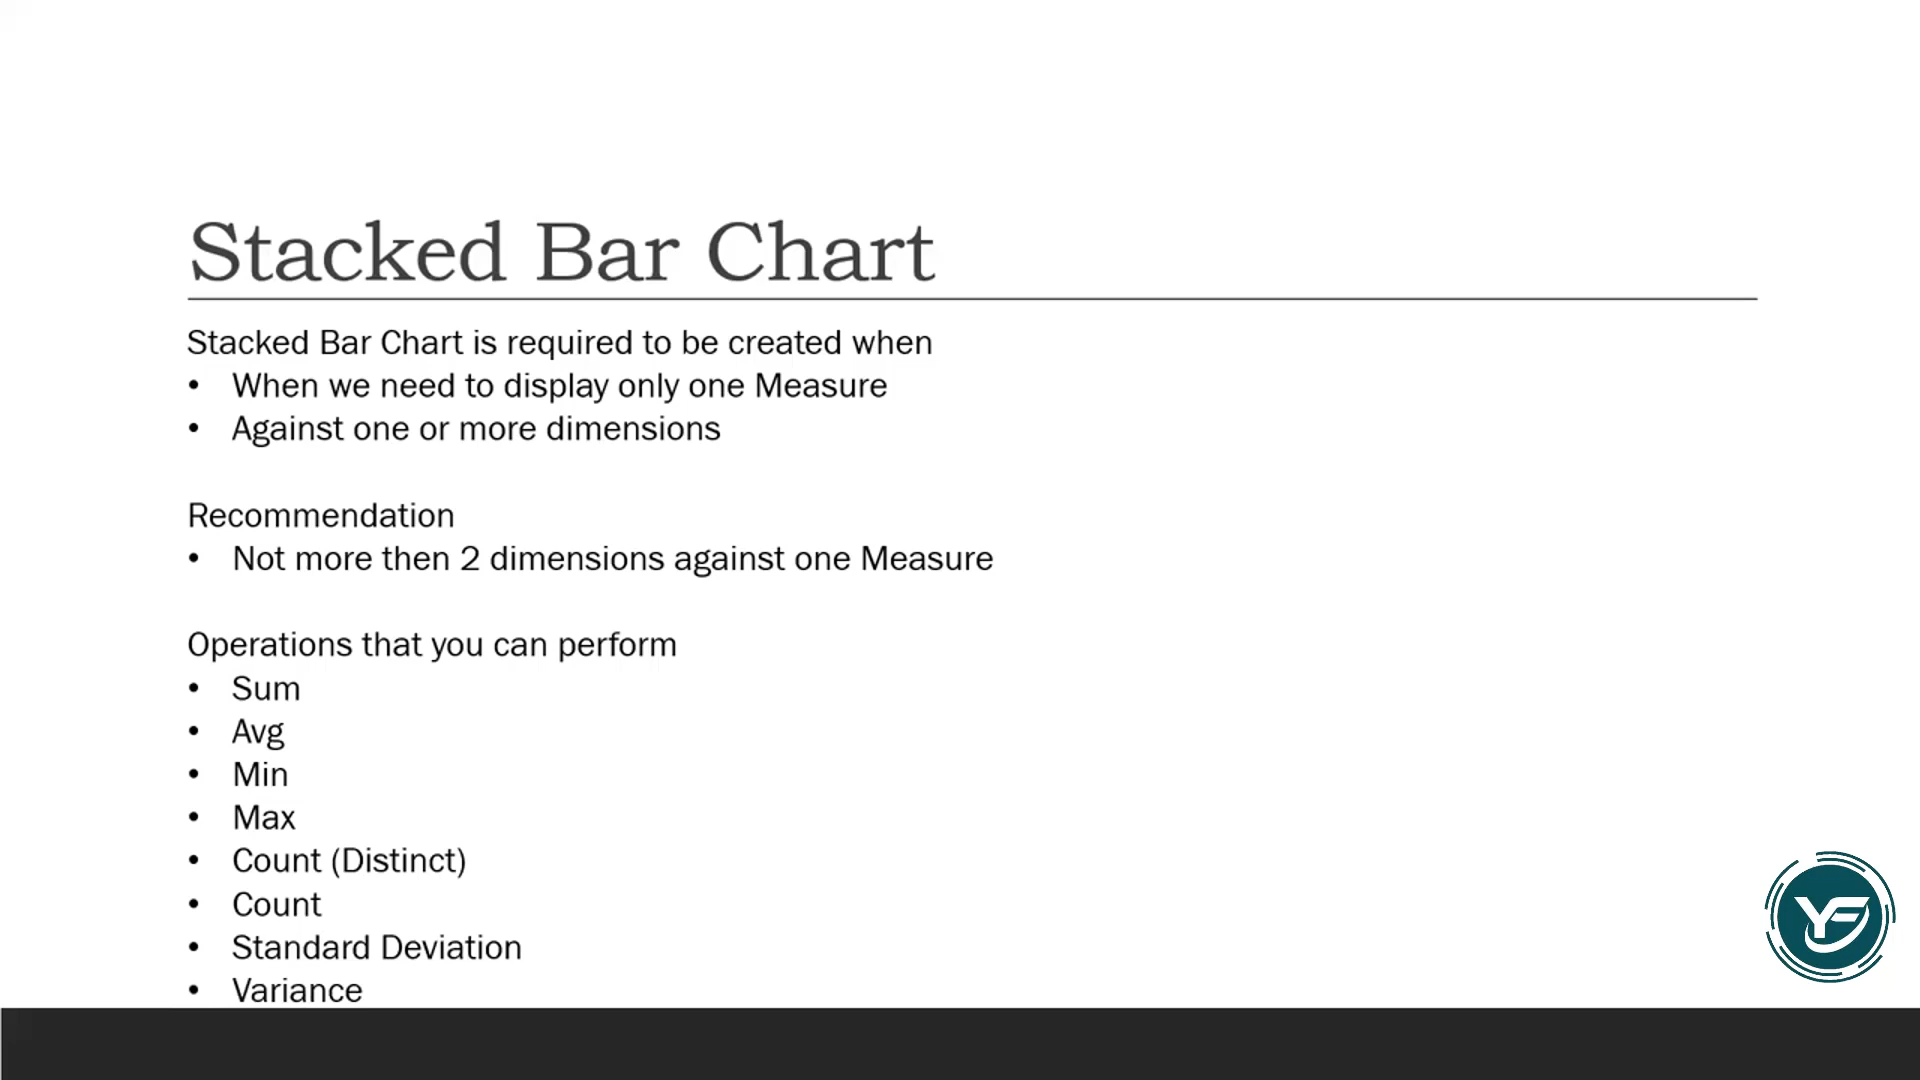 Stacked Bar Chart
Stacked Bar Chart is required to be created when
• When we need to display only one Measure
• Against one or more dimensions
Recommendation
• Not more then 2 dimensions against one Measure
Operations that you can perform
• Sum
• Avg
• Min
• Max
• Count (Distinct)
• Count
• Standard Deviation
• Variance
YF